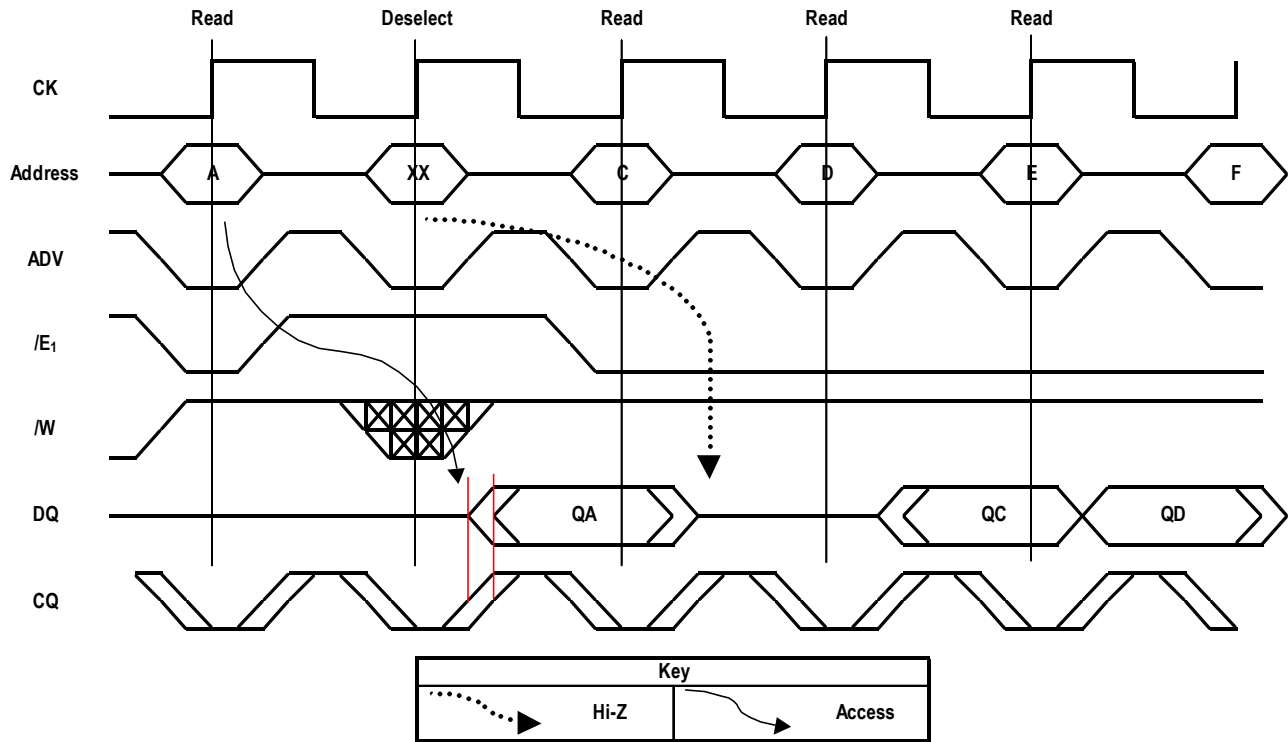 Read Deselect Read Read Read
CK
Address A XX C D E F
ADV
/E₁
/W
DQ QA QC QD
CQ
Key
Hi-Z Access